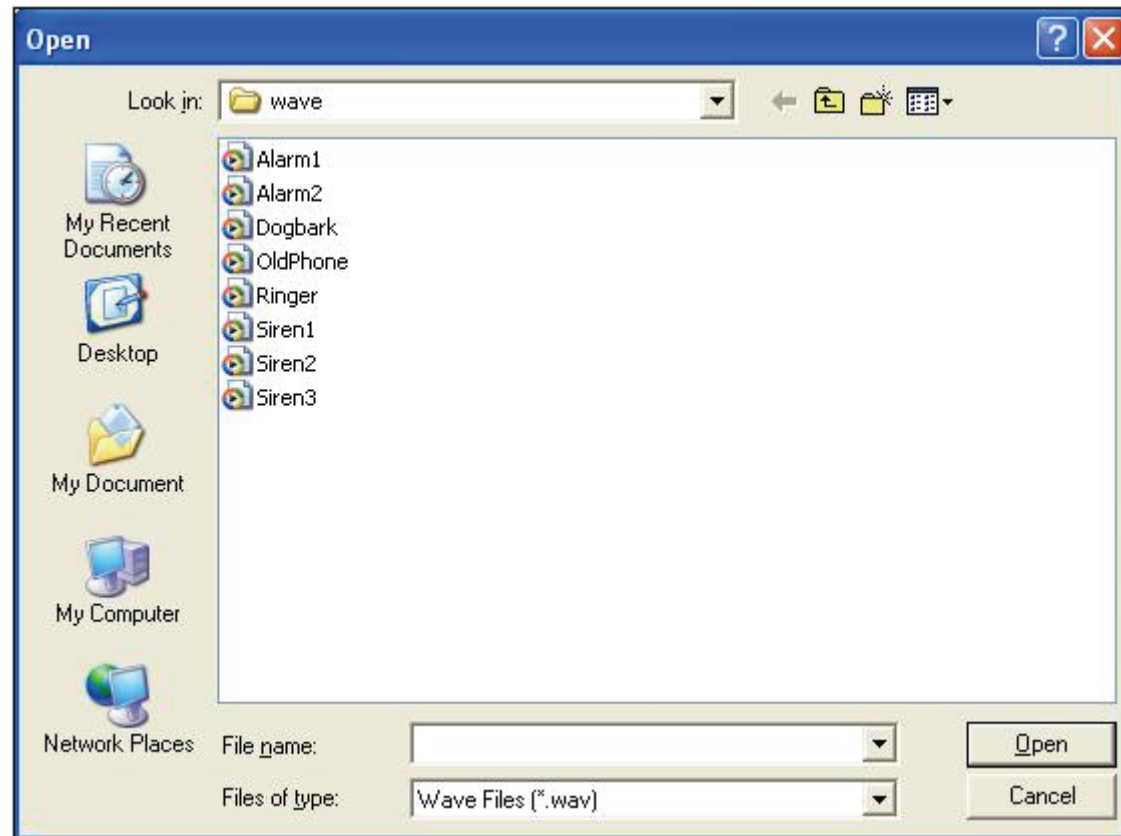 Open
Look in:
wave
Alarm1
Alarm2
Dogbark
OldPhone
Ringer
Siren1
Siren2
Siren3
My Recent
Documents
Desktop
My Document
My Computer
Network Places
File name:
Open
Files of type:
Wave Files (*.wav)
Cancel